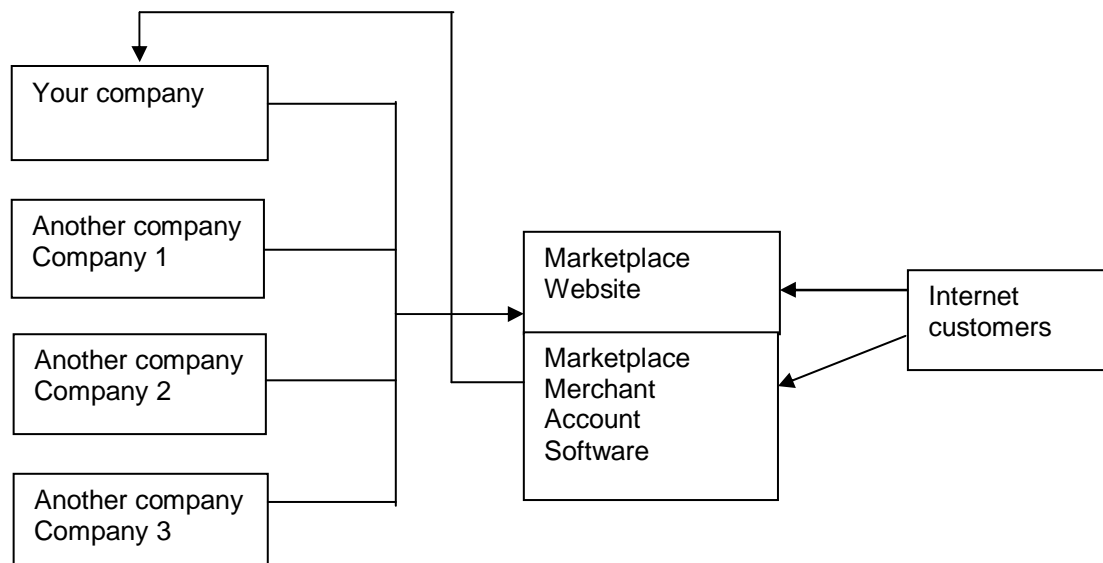 Your company
Another company
Company 1
Another company
Company 2
Another company
Company 3
Marketplace
Website
Marketplace
Merchant
Account
Software
Internet
customers